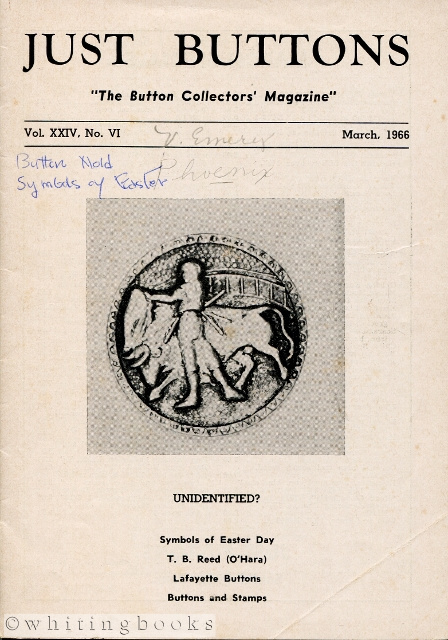 JUST BUTTONS
"The Button Collectors' Magazine"
Vol. XXIV, No. VI March, 1966
V. Emerex
Button Mold
Phoenix
Symbols of Easter
UNIDENTIFIED?
Symbols of Easter Day
T. B. Reed (O'Hara)
Lafayette Buttons
Buttons and Stamps
©whitingbooks